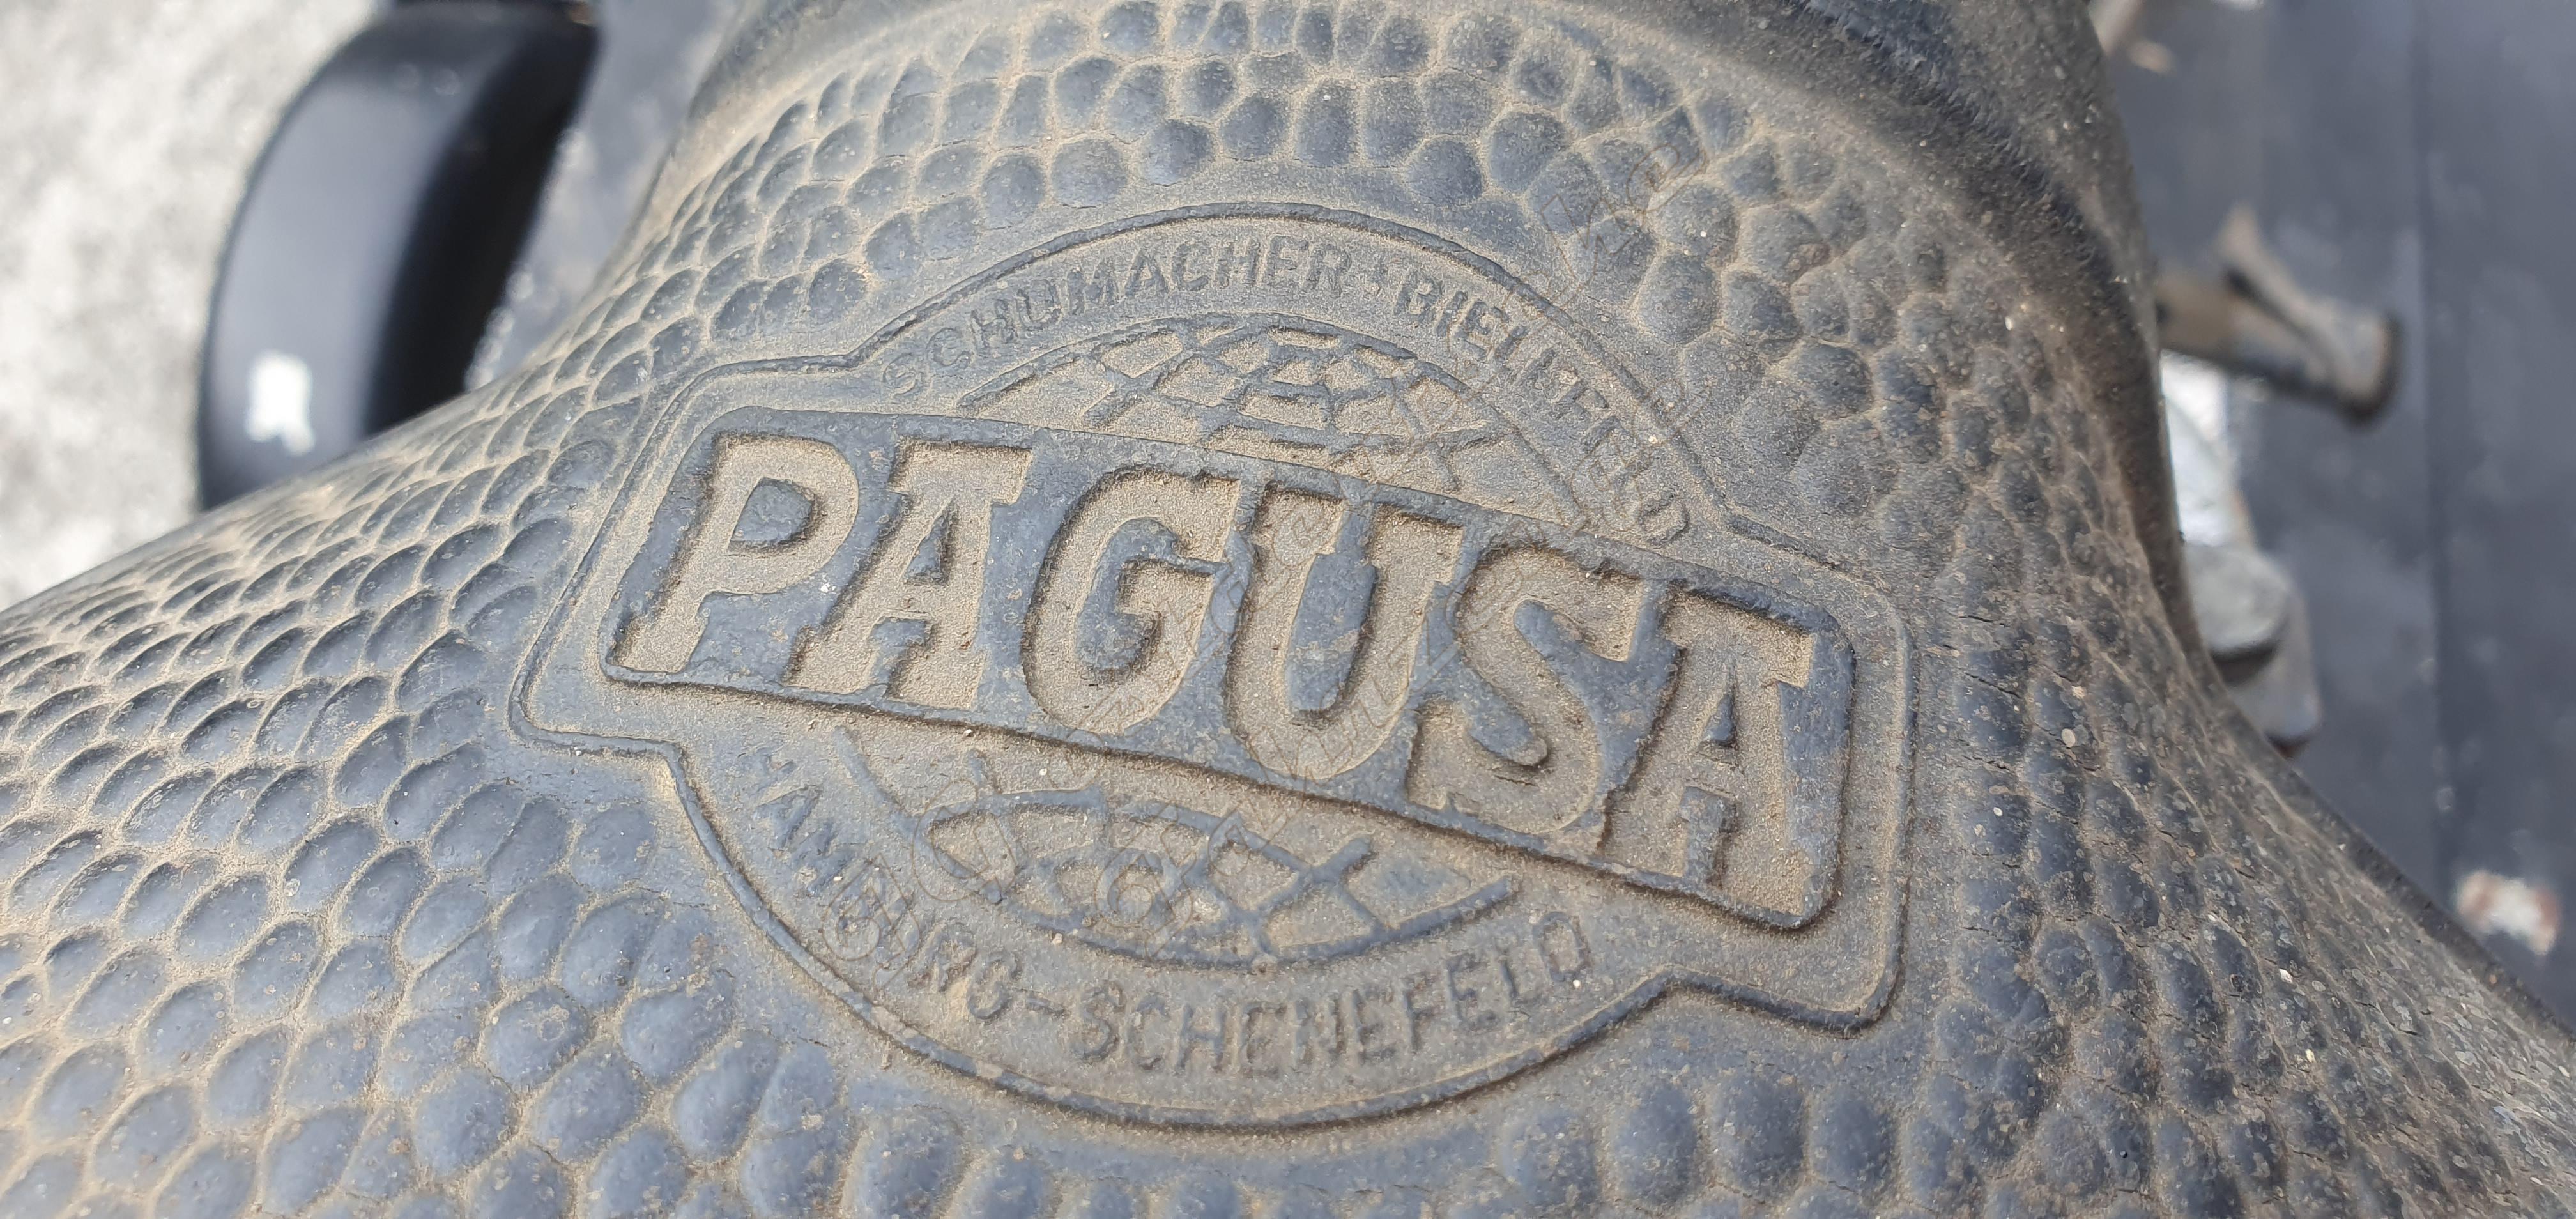 SCHUMACHER · BIELEFELD
PAGUSA
HAMBURG-SCHENEFELD